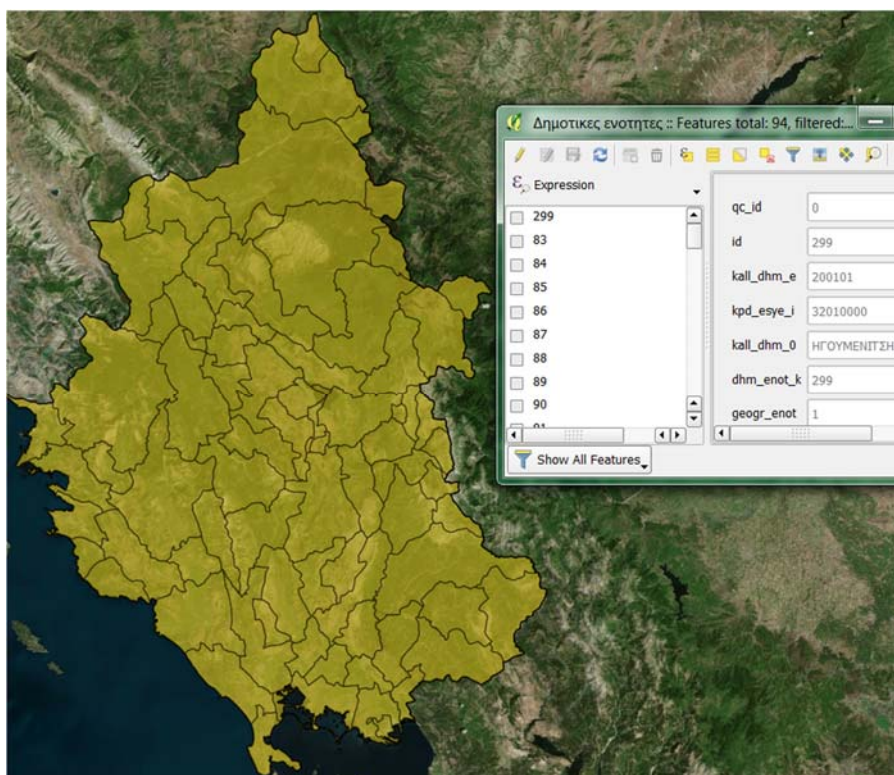 Δημοτικες ενοτητες :: Features total: 94, filtered:...
Expression
299
83
84
85
86
87
88
89
90
qc_id 0
id 299
kall_dhm_e 200101
kpd_esye_i 32010000
kall_dhm_0 ΗΓΟΥΜΕΝΙΤΣΗ
dhm_enot_k 299
geogr_enot 1
Show All Features